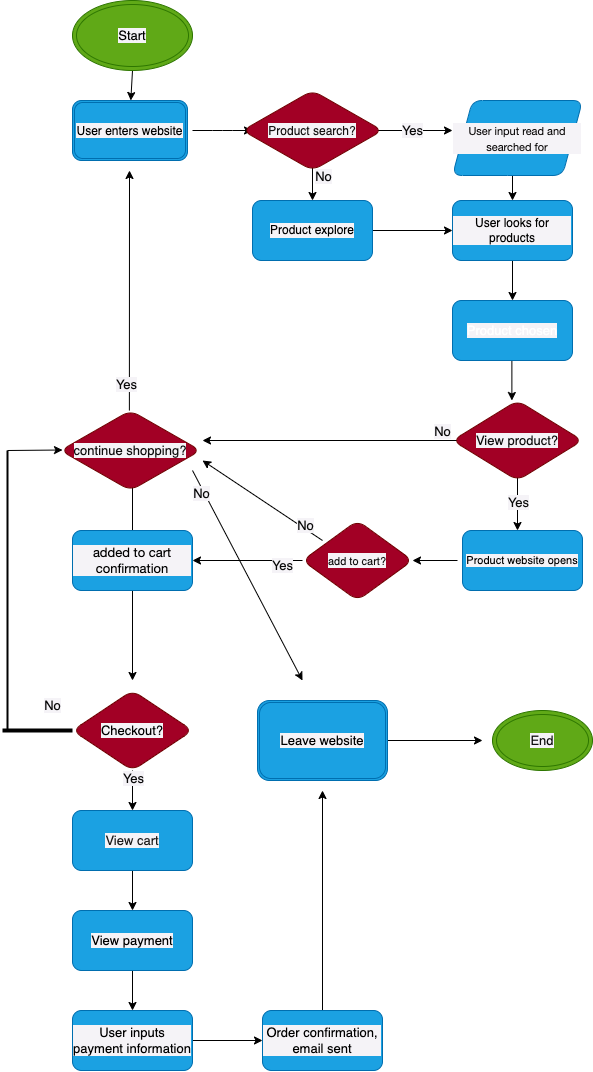 Start
User enters website
Product search?
Yes
User input read and
searched for
No
Product explore
User looks for
products
Product chosen
Yes
No
View product?
continue shopping?
No
Yes
No
add to cart?
Product website opens
added to cart
confirmation
Yes
No
Checkout?
Leave website
End
Yes
View cart
View payment
User inputs
payment information
Order confirmation,
email sent